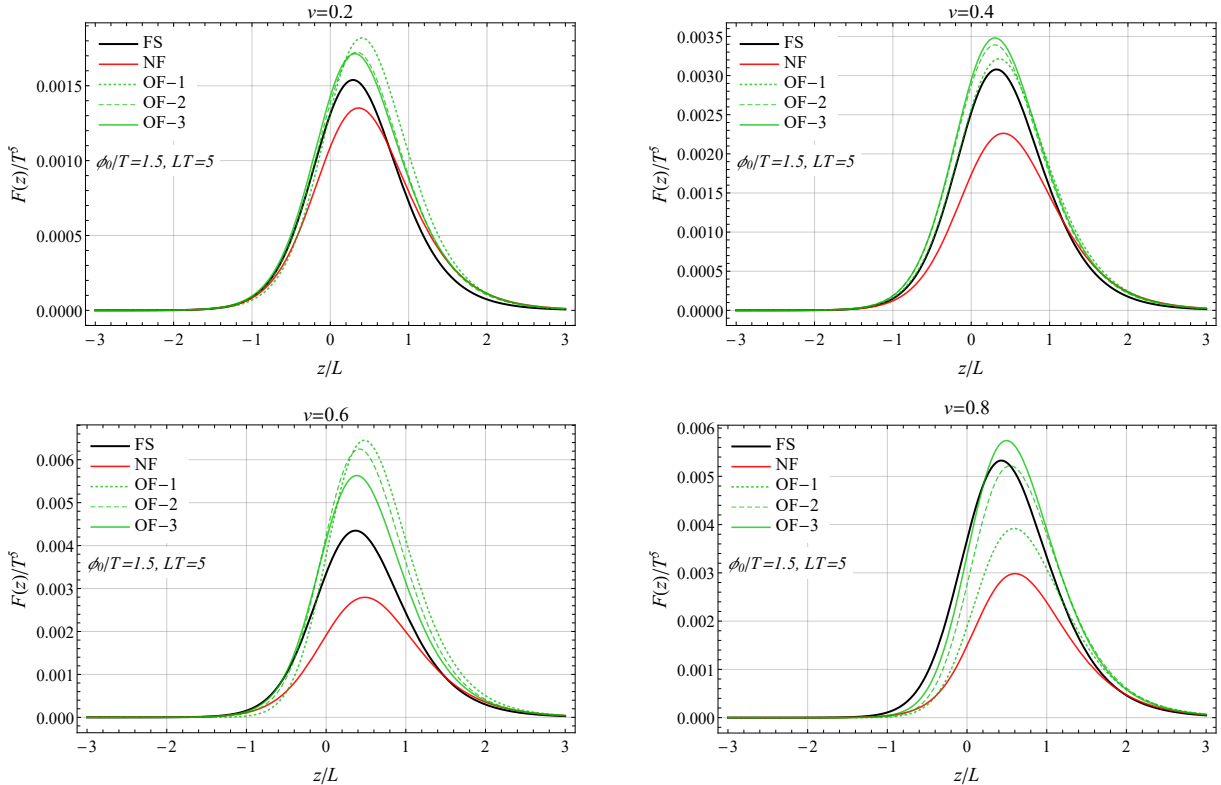 v=0.2
FS
NF
OF−1
OF−2
OF−3
ϕ0/T=1.5, LT=5
F(z)/T^5
0.0015
0.0010
0.0005
0.0000
−3 −2 −1 0 1 2 3
z/L
v=0.4
FS
NF
OF−1
OF−2
OF−3
ϕ0/T=1.5, LT=5
F(z)/T^5
0.0035
0.0030
0.0025
0.0020
0.0015
0.0010
0.0005
0.0000
−3 −2 −1 0 1 2 3
z/L
v=0.6
FS
NF
OF−1
OF−2
OF−3
ϕ0/T=1.5, LT=5
F(z)/T^5
0.006
0.005
0.004
0.003
0.002
0.001
0.000
−3 −2 −1 0 1 2 3
z/L
v=0.8
FS
NF
OF−1
OF−2
OF−3
ϕ0/T=1.5, LT=5
F(z)/T^5
0.006
0.005
0.004
0.003
0.002
0.001
0.000
−3 −2 −1 0 1 2 3
z/L